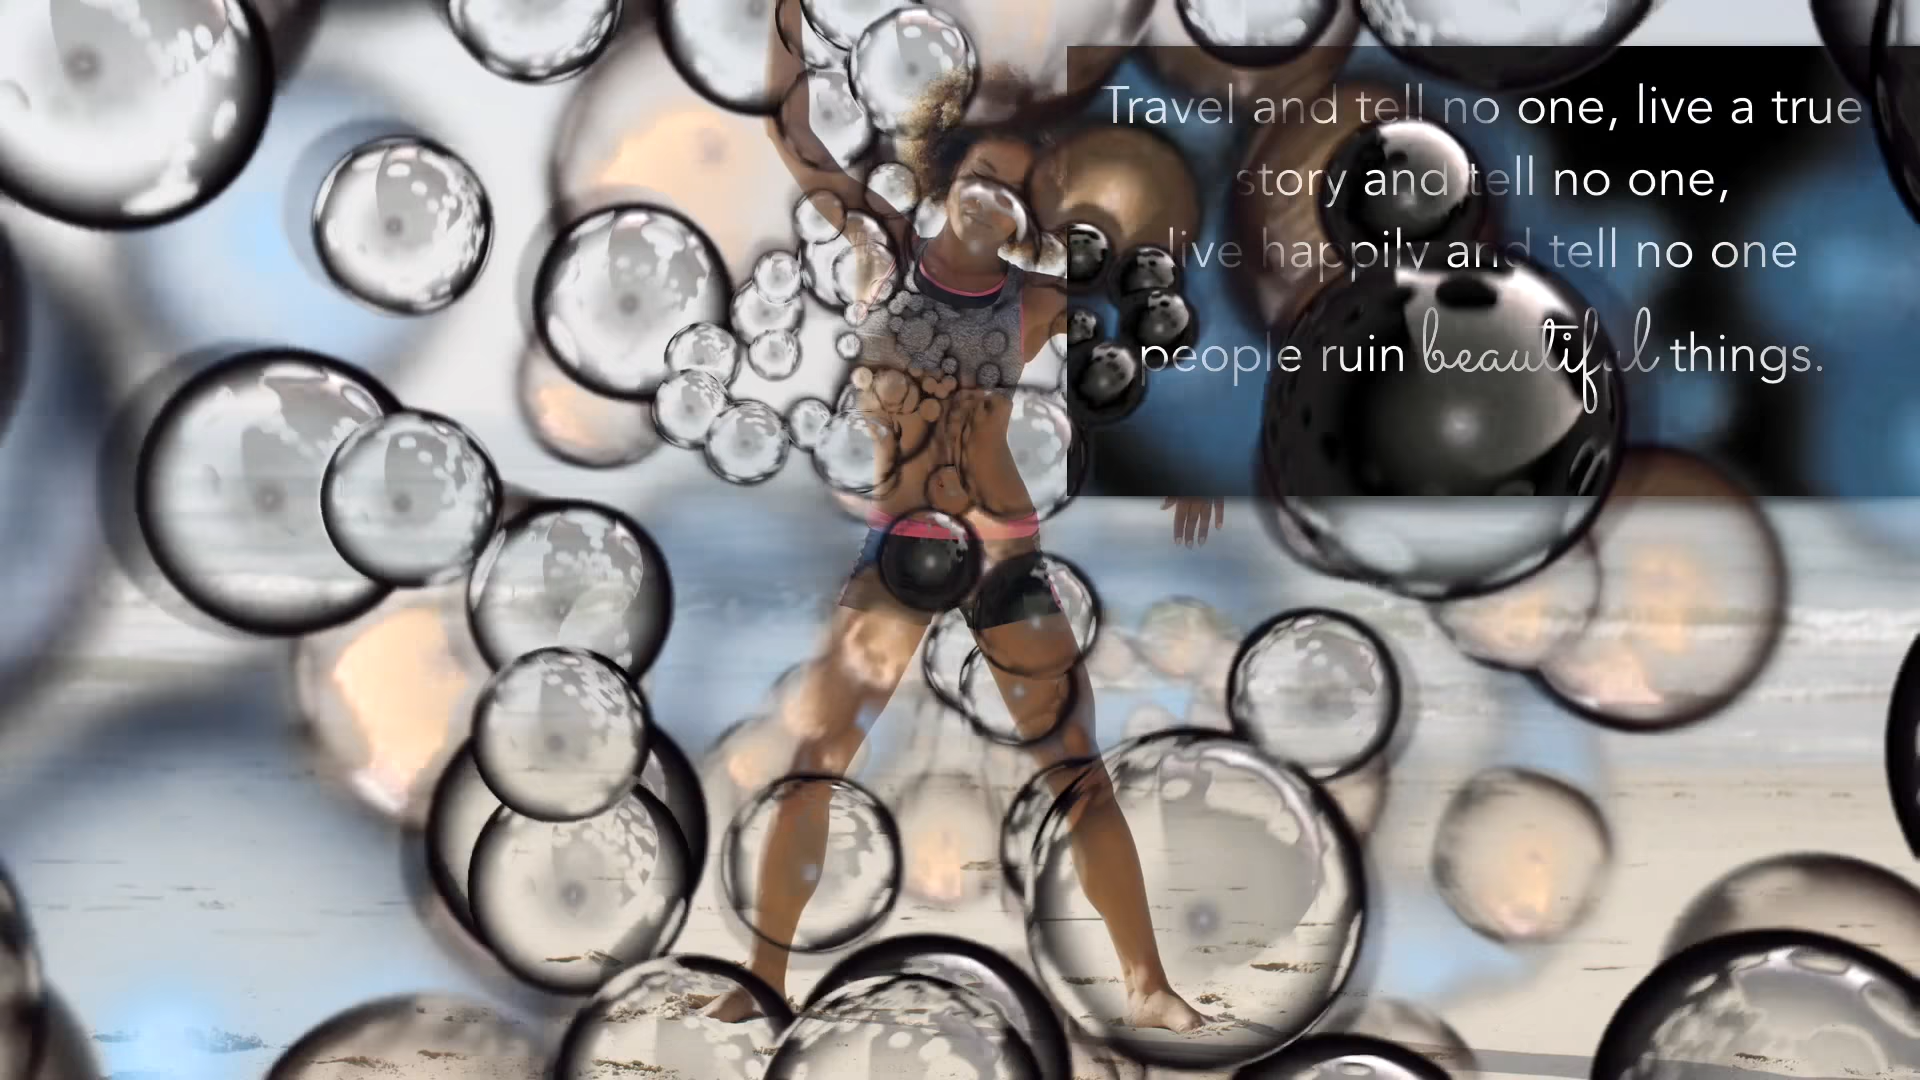 Travel and tell no one, live a true
story and tell no one,
live happily and tell no one
people ruin beautiful things.